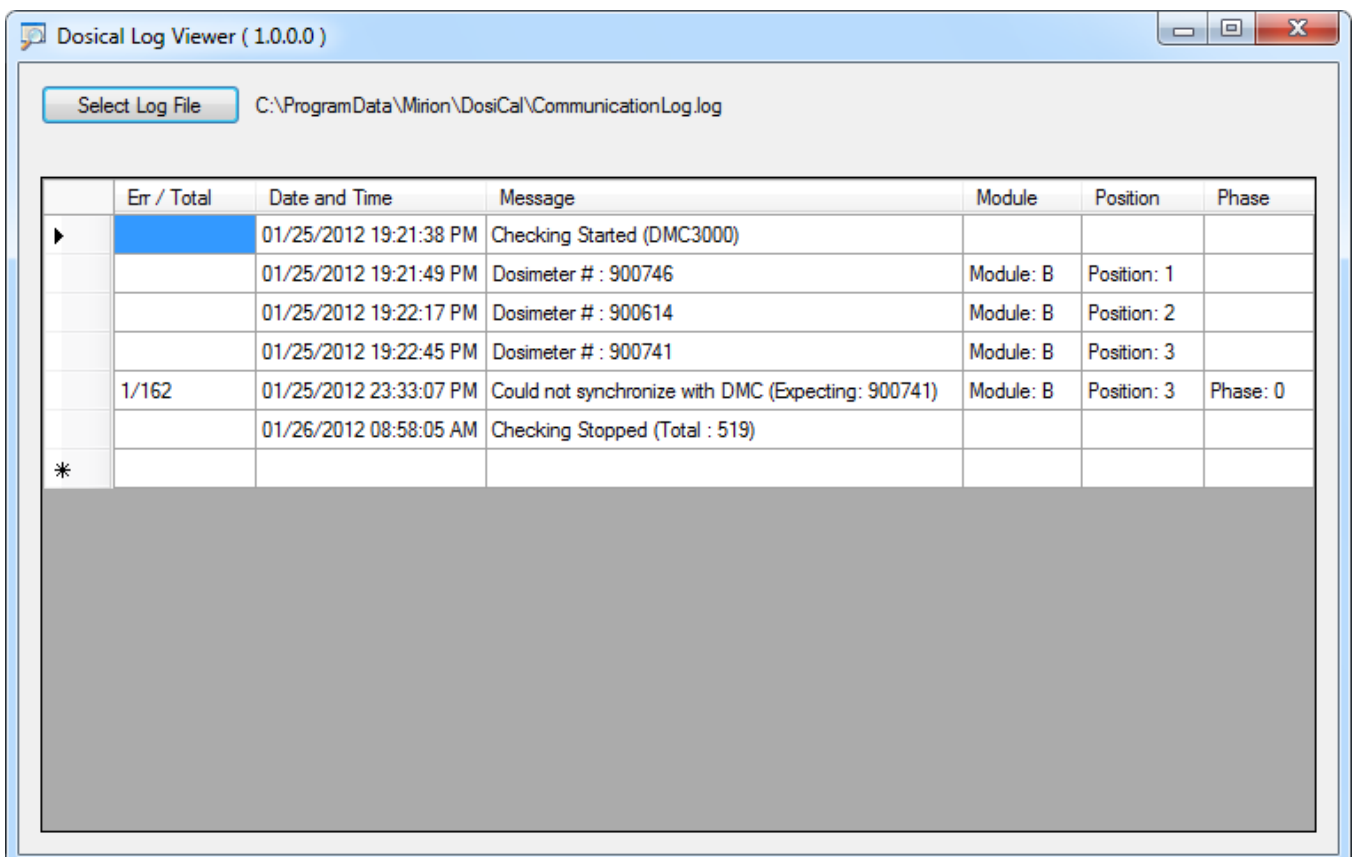 Dosical Log Viewer ( 1.0.0.0 )
Select Log File C:\ProgramData\Mirion\DosiCal\CommunicationLog.log
Err / Total Date and Time Message Module Position Phase
01/25/2012 19:21:38 PM Checking Started (DMC3000)
01/25/2012 19:21:49 PM Dosimeter # : 900746 Module: B Position: 1
01/25/2012 19:22:17 PM Dosimeter # : 900614 Module: B Position: 2
01/25/2012 19:22:45 PM Dosimeter # : 900741 Module: B Position: 3
1/162 01/25/2012 23:33:07 PM Could not synchronize with DMC (Expecting: 900741) Module: B Position: 3 Phase: 0
01/26/2012 08:58:05 AM Checking Stopped (Total : 519)